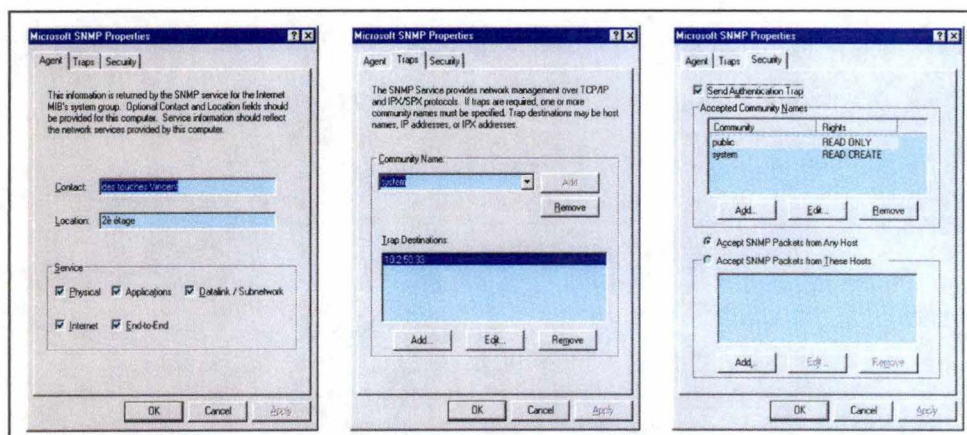 Microsoft SNMP Properties
Agent Traps Security
This information is returned by the SNMP service for the Internet
MIB's system group. Optional Contact and Location fields should
be provided for this computer. Service information should reflect
the network services provided by this computer.
Contact: des touches Vincent
Location: 2è étage
Service
Physical Applications Datalink / Subnetwork
Internet End-to-End
OK Cancel Apply
Microsoft SNMP Properties
Agent Traps Security
The SNMP Service provides network management over TCP/IP
and IPX/SPX protocols. If traps are required, one or more
community names must be specified. Trap destinations may be host
names, IP addresses, or IPX addresses.
Community Name:
system Add
Remove
Trap Destinations:
Add... Edit... Remove
OK Cancel Apply
Microsoft SNMP Properties
Agent Traps Security
Send Authentication Trap
Accepted Community Names
Community Rights
public READ ONLY
system READ CREATE
Add... Edit... Remove
Accept SNMP Packets from Any Host
Accept SNMP Packets from These Hosts
Add... Edit... Remove
OK Cancel Apply